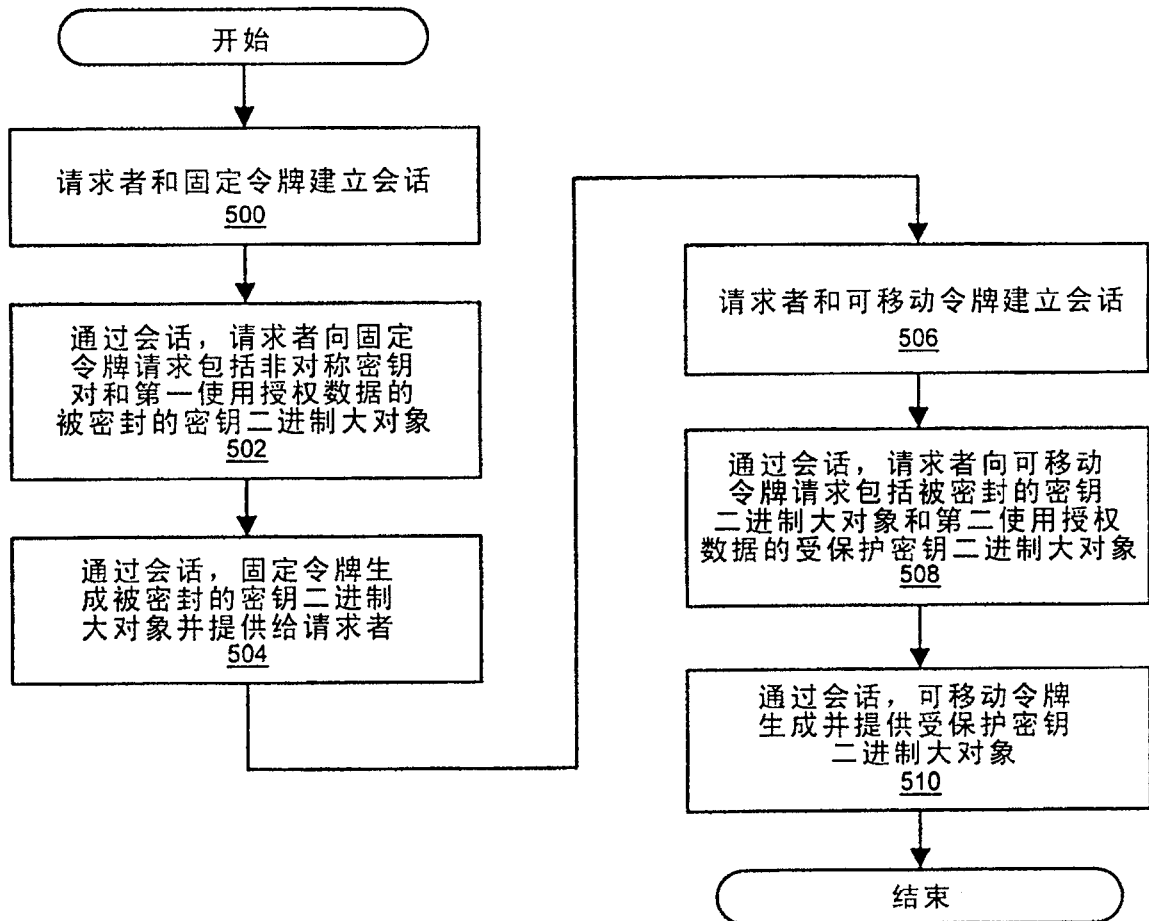 开始
请求者和固定令牌建立会话
500
通过会话，请求者向固定
令牌请求包括非对称密钥
对和第一使用授权数据的
被密封的密钥二进制大对象
502
通过会话，固定令牌生
成被密封的密钥二进制
大对象并提供给请求者
504
请求者和可移动令牌建立会话
506
通过会话，请求者向可移动
令牌请求包括被密封的密钥
二进制大对象和第二使用授权
数据的受保护密钥二进制大对象
508
通过会话，可移动令牌
生成并提供受保护密钥
二进制大对象
510
结束